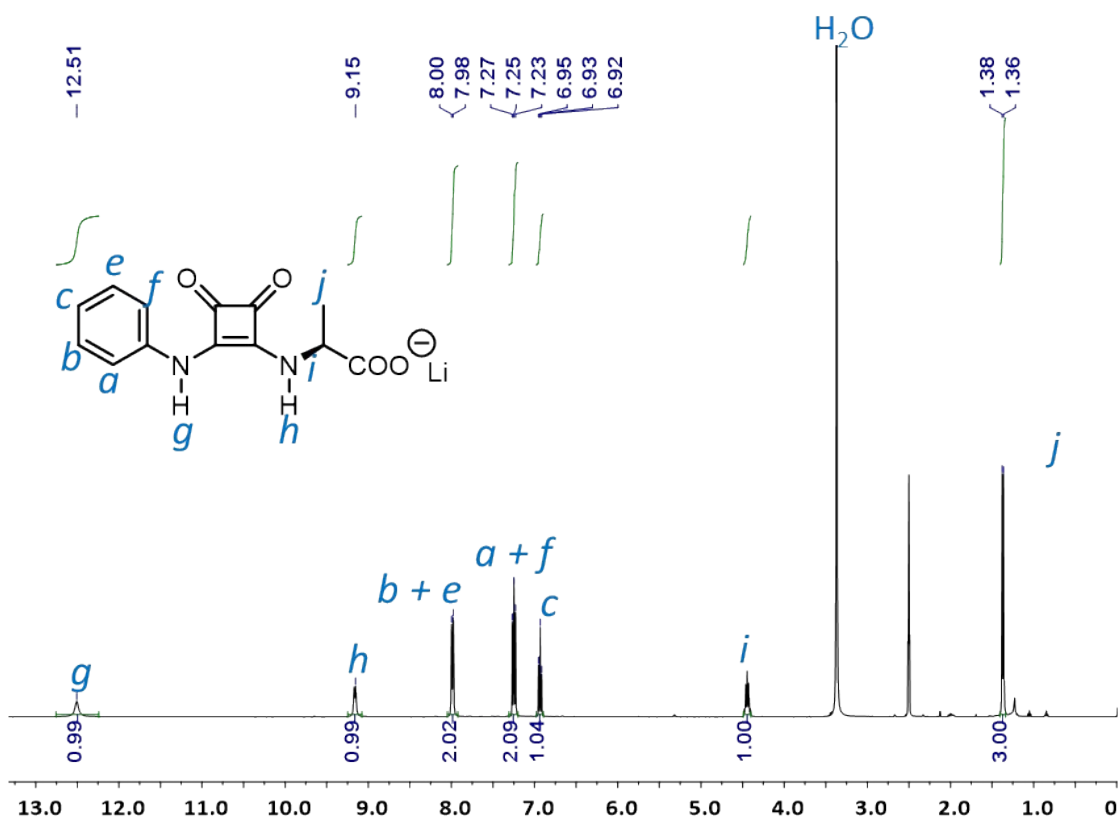 H₂O
– 12.51
– 9.15
8.00
7.98
7.27
7.25
7.23
6.95
6.93
6.92
1.38
1.36
e
c
f
b
a
O
O
j
N
H
g
N
H
h
i
COO
⊖
Li
j
a + f
b + e
c
g
h
i
0.99
0.99
2.02
2.09
1.04
1.00
3.00
13.0 12.0 11.0 10.0 9.0 8.0 7.0 6.0 5.0 4.0 3.0 2.0 1.0 0